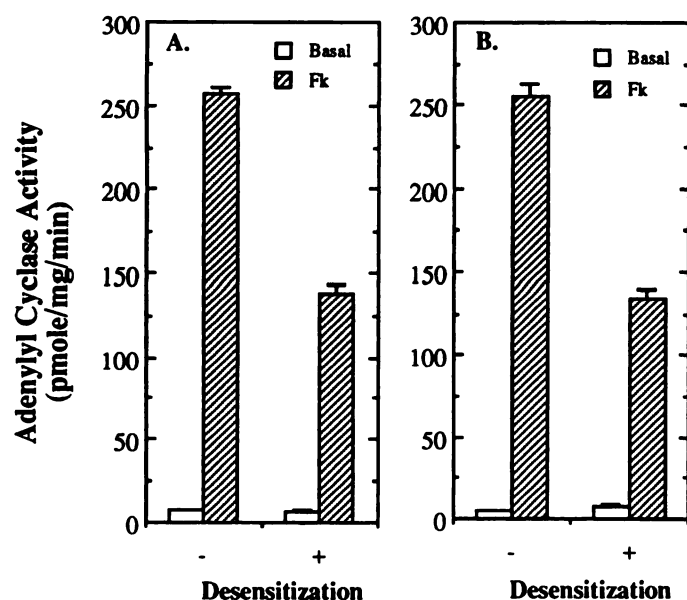 Adenylyl Cyclase Activity
(pmole/mg/min)
A.
Basal
Fk
300
250
200
150
100
50
0
-
+
Desensitization
B.
Basal
Fk
300
250
200
150
100
50
0
-
+
Desensitization